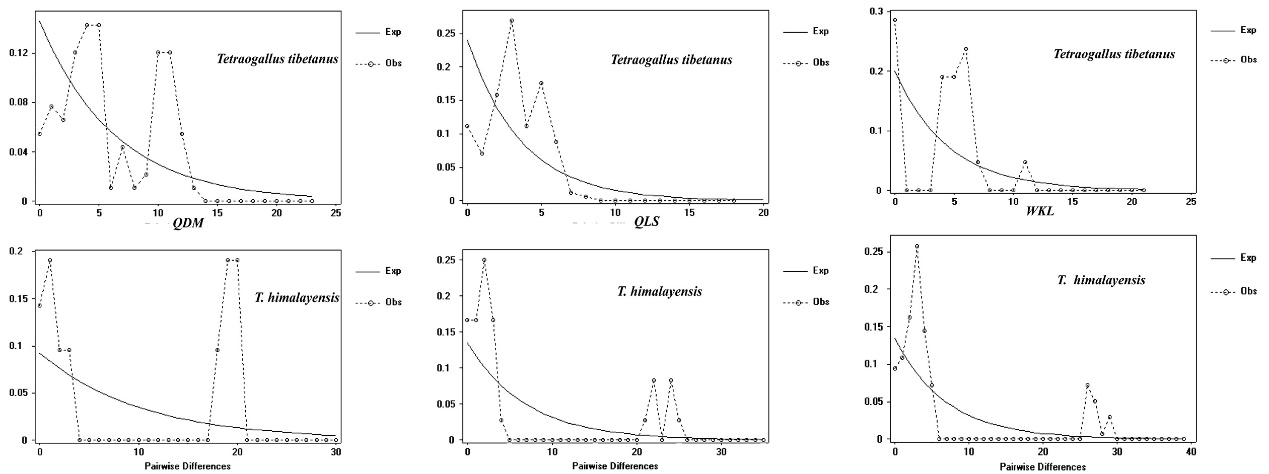 0.12
0.08
0.04
0
0 5 10 15 20 25
Tetraogallus tibetanus
Exp
Obs
QDM
0.25
0.2
0.15
0.1
0.05
0
0 5 10 15 20
Tetraogallus tibetanus
Exp
Obs
QLS
0.3
0.2
0.1
0
0 5 10 15 20 25
Tetraogallus tibetanus
Exp
Obs
WKL
0.2
0.15
0.1
0.05
0
0 10 20 30
T. himalayensis
Exp
Obs
Pairwise Differences
0.25
0.2
0.15
0.1
0.05
0
0 10 20 30
T. himalayensis
Exp
Obs
Pairwise Differences
0.25
0.2
0.15
0.1
0.05
0
0 10 20 30 40
T. himalayensis
Exp
Obs
Pairwise Differences